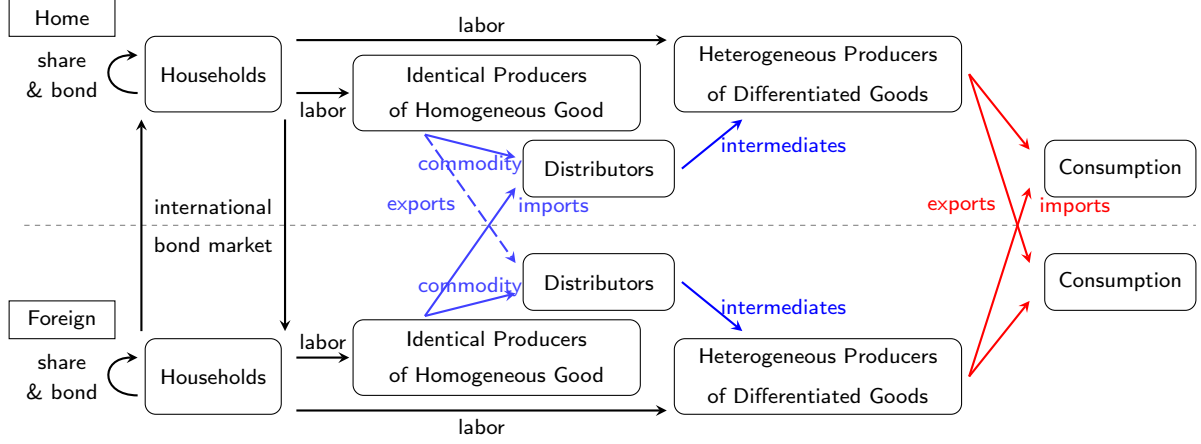 Home
labor
share
& bond
Households
Identical Producers
of Homogeneous Good
labor
Heterogeneous Producers
of Differentiated Goods
commodity
Distributors
intermediates
Consumption
exports
imports
exports
imports
international
bond market
commodity
Distributors
intermediates
Consumption
Foreign
share
& bond
Households
labor
Identical Producers
of Homogeneous Good
Heterogeneous Producers
of Differentiated Goods
labor